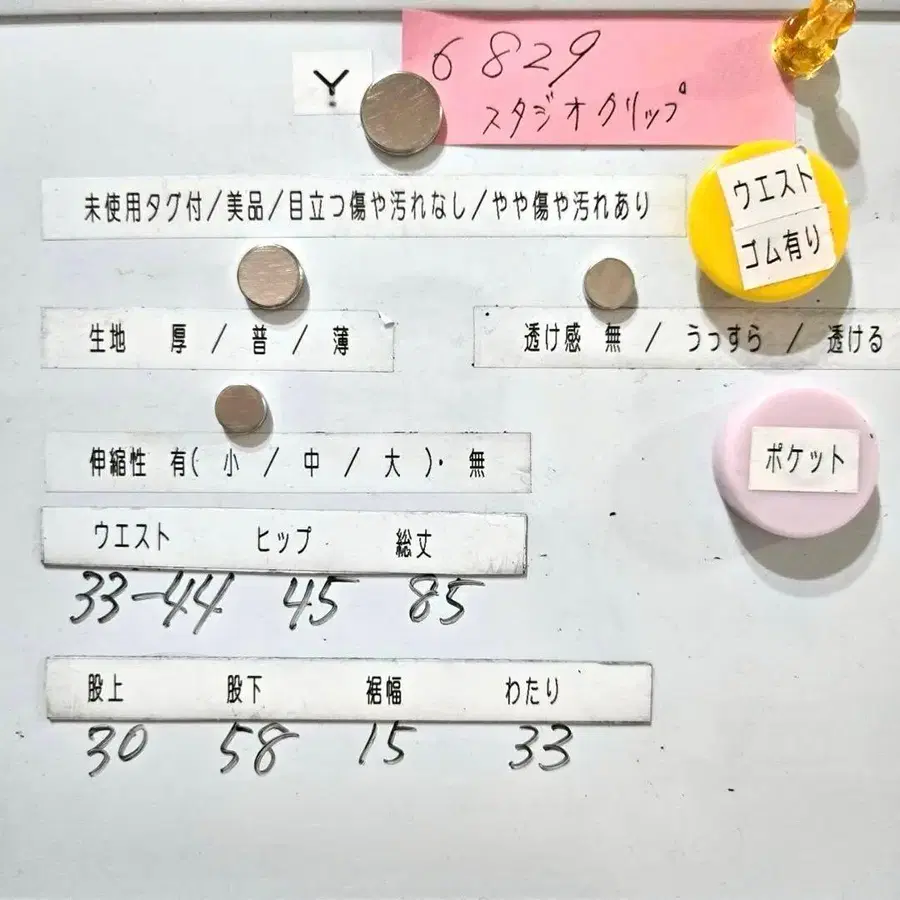 Y
6829
スタジオクリップ
未使用タグ付/美品/目立つ傷や汚れなし/やや傷や汚れあり
ウエスト
ゴム有り
生地 厚 / 普 / 薄
透け感 無 / うっすら / 透ける
伸縮性 有( 小 / 中 / 大 )・ 無
ポケット
ウエスト ヒップ 総丈
33-44 45 85
股上 股下 裾幅 わたり
30 58 15 33